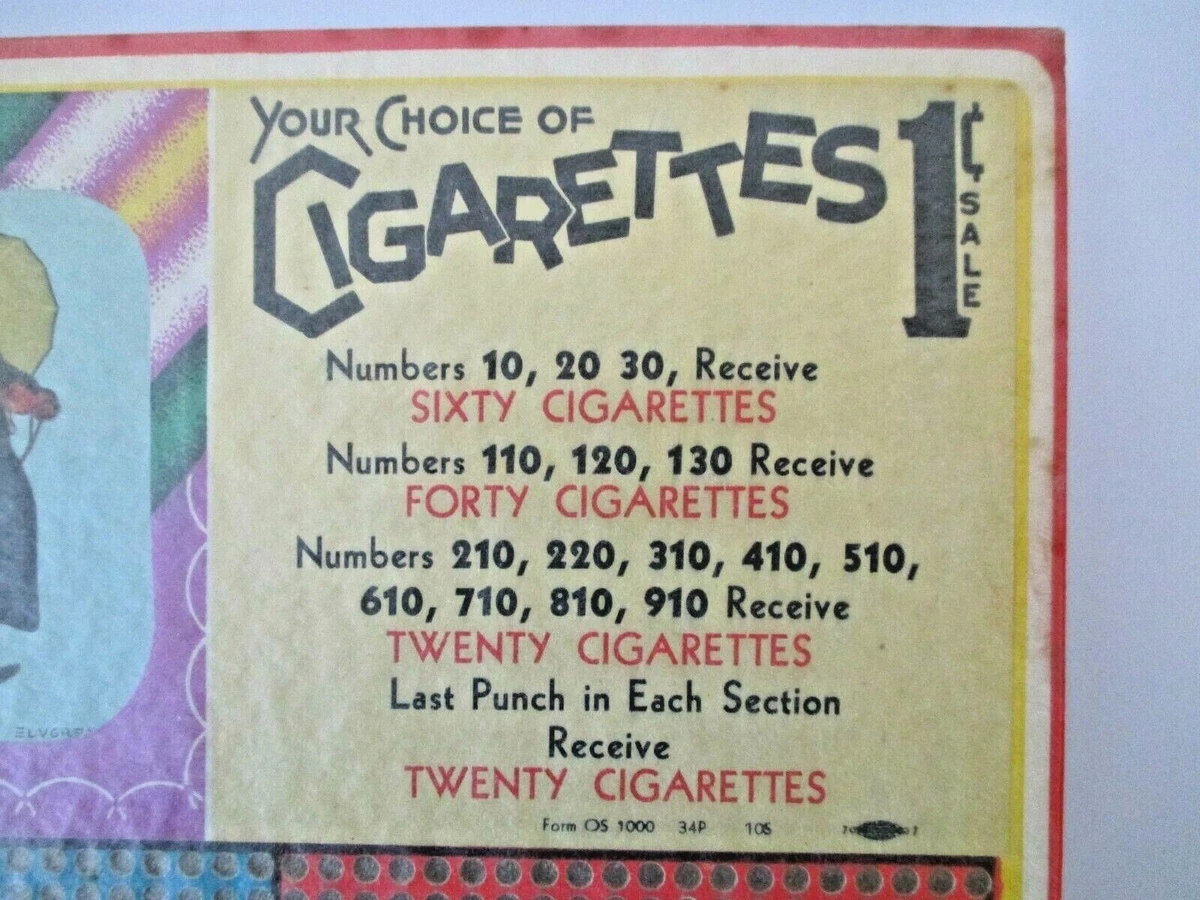 YOUR CHOICE OF
CIGARETTES 1¢ SALE
Numbers 10, 20 30, Receive
SIXTY CIGARETTES
Numbers 110, 120, 130 Receive
FORTY CIGARETTES
Numbers 210, 220, 310, 410, 510,
610, 710, 810, 910 Receive
TWENTY CIGARETTES
Last Punch in Each Section
Receive
TWENTY CIGARETTES
Form OS 1000 34P 10S